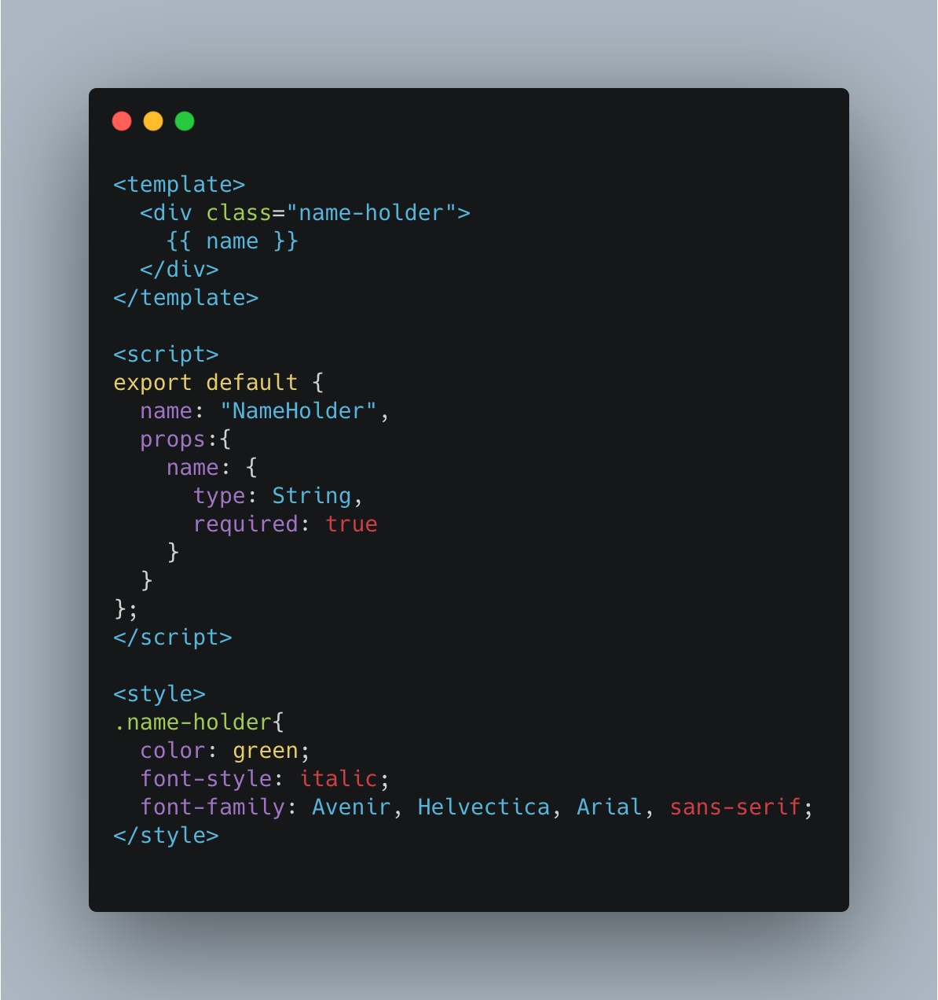 <template>
  <div class="name-holder">
    {{ name }}
  </div>
</template>

<script>
export default {
  name: "NameHolder",
  props:{
    name: {
      type: String,
      required: true
    }
  }
};
</script>

<style>
.name-holder{
  color: green;
  font-style: italic;
  font-family: Avenir, Helvectica, Arial, sans-serif;
</style>